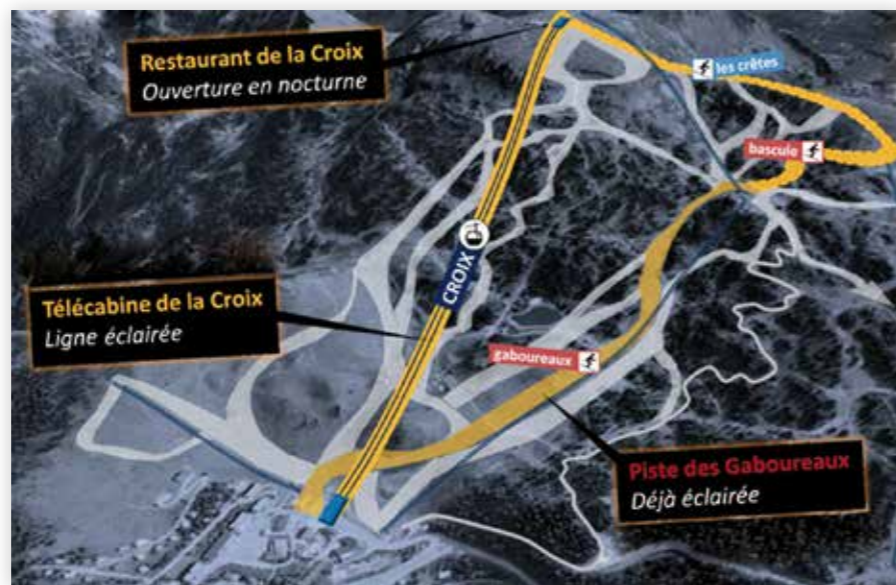 Restaurant de la Croix
Ouverture en nocturne
les crêtes
bascule
CROIX
Télécabine de la Croix
Ligne éclairée
gaboureaux
Piste des Gaboureaux
Déjà éclairée